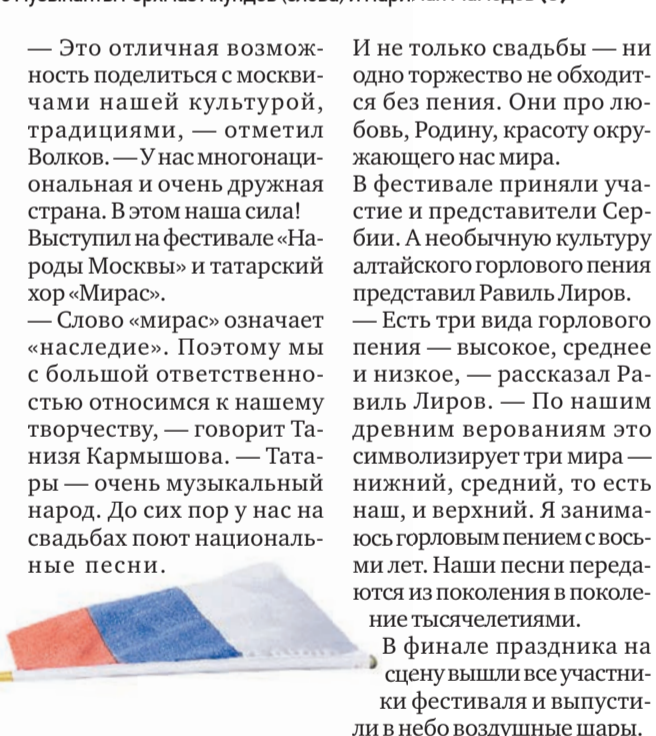 — Это отличная возмож-
ность поделиться с москви-
чами нашей культурой,
традициями, — отметил
Волков. — У нас многонаци-
ональная и очень дружная
страна. В этом наша сила!
Выступил на фестивале «На-
роды Москвы» и татарский
хор «Мирас».
— Слово «мирас» означает
«наследие». Поэтому мы
с большой ответственно-
стью относимся к нашему
творчеству, — говорит Та-
низя Кармышова. — Тата-
ры — очень музыкальный
народ. До сих пор у нас на
свадьбах поют националь-
ные песни.
И не только свадьбы — ни
одно торжество не обходит-
ся без пения. Они про лю-
бовь, Родину, красоту окру-
жающего нас мира.
В фестивале приняли уча-
стие и представители Сер-
бии. А необычную культуру
алтайского горлового пения
представил Равиль Лиров.
— Есть три вида горлового
пения — высокое, среднее
и низкое, — рассказал Ра-
виль Лиров. — По нашим
древним верованиям это
символизирует три мира —
нижний, средний, то есть
наш, и верхний. Я занима-
юсь горловым пением с вось-
ми лет. Наши песни переда-
ются из поколения в поколе-
ние тысячелетиями.
В финале праздника на
сцену вышли все участни-
ки фестиваля и выпусти-
ли в небо воздушные шары.